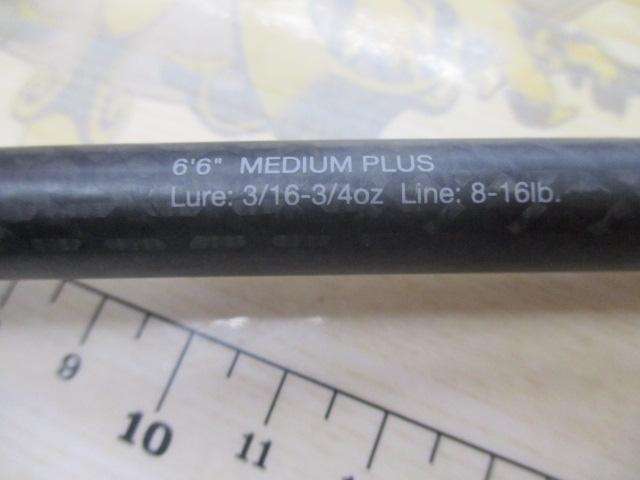 6'6" MEDIUM PLUS
Lure: 3/16-3/4oz Line: 8-16lb.
9
10
11